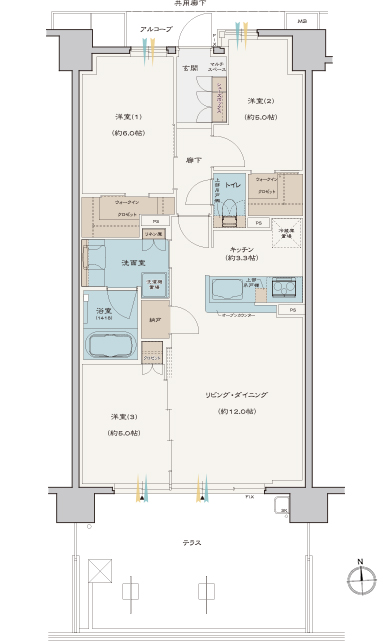 共用廊下
アルコーブ
MB
PS
玄関
マルチ
スペース
シューズボックス
洋室(1)
(約6.0帖)
洋室(2)
(約5.0帖)
廊下
上部吊戸棚
トイレ
ウォークイン
クロゼット
ウォークイン
クロゼット
PS
リネン庫
PS
冷蔵庫
置場
洗面室
洗濯機
置場
キッチン
(約3.3帖)
上部
吊戸棚
オープンカウンター
PS
浴室
(1418)
納戸
クロゼット
リビング・ダイニング
(約12.0帖)
洋室(3)
(約5.0帖)
FIX
SK
テラス
N